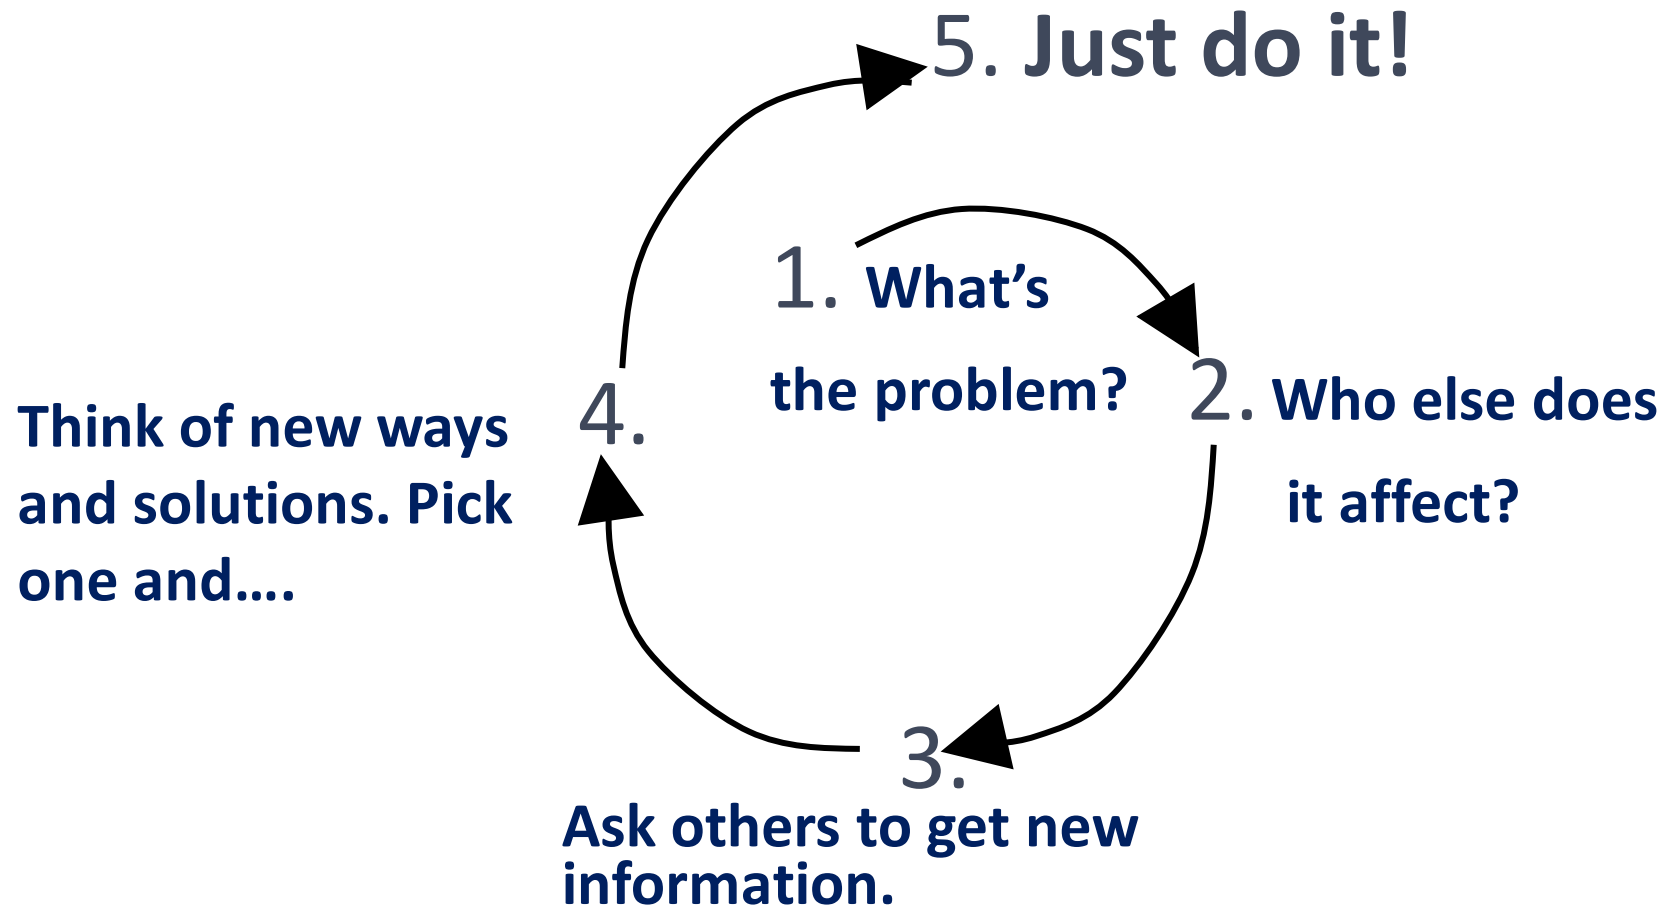 5. Just do it!
1. What’s
the problem?
2. Who else does
it affect?
3.
Ask others to get new
information.
4.
Think of new ways
and solutions. Pick
one and….